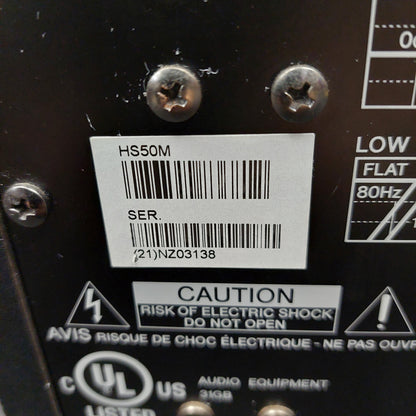 LOW
HS50M
FLAT
80Hz
SER.
(21)NZ03138
CAUTION
RISK OF ELECTRIC SHOCK
DO NOT OPEN
AVIS RISQUE DE CHOC ÉLECTRIQUE - NE PAS OUVR
C UL US
LISTED
AUDIO EQUIPMENT
31GB